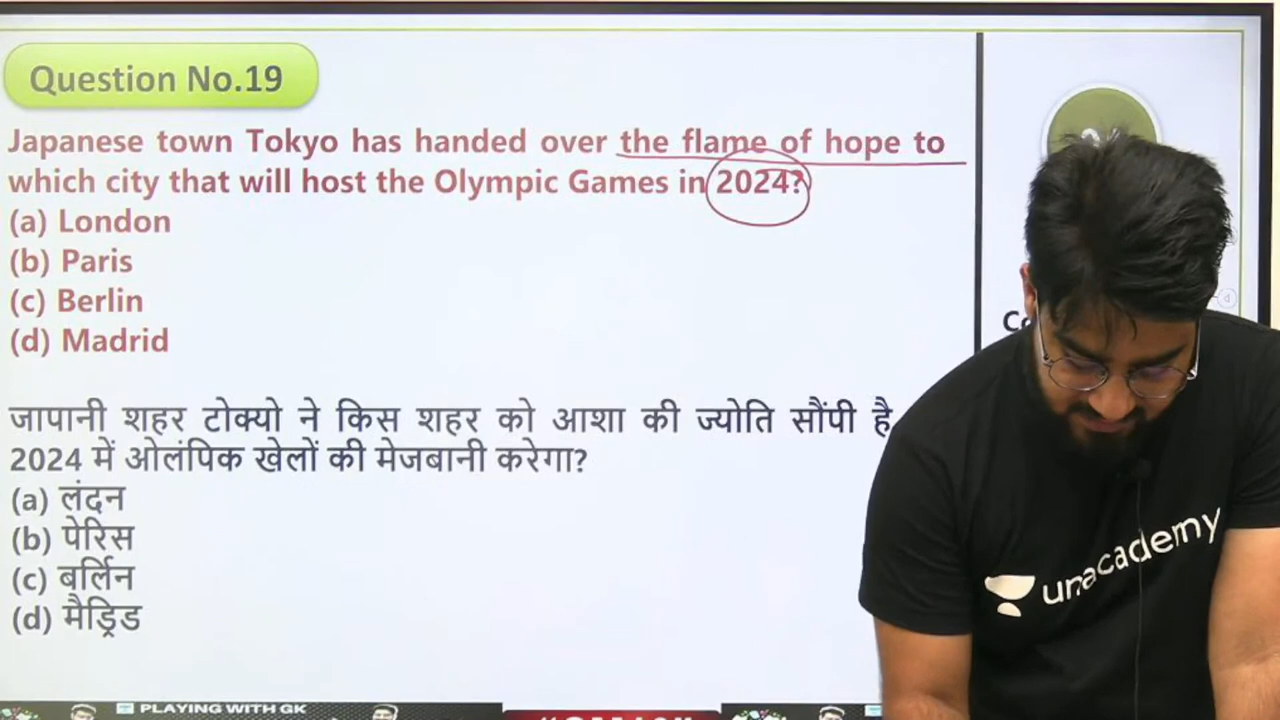 Question No.19
Japanese town Tokyo has handed over the flame of hope to
which city that will host the Olympic Games in 2024?
(a) London
(b) Paris
(c) Berlin
(d) Madrid
जापानी शहर टोक्यो ने किस शहर को आशा की ज्योति सौंपी है
2024 में ओलंपिक खेलों की मेजबानी करेगा?
(a) लंदन
(b) पेरिस
(c) बर्लिन
(d) मैड्रिड
unacademy
PLAYING WITH GK